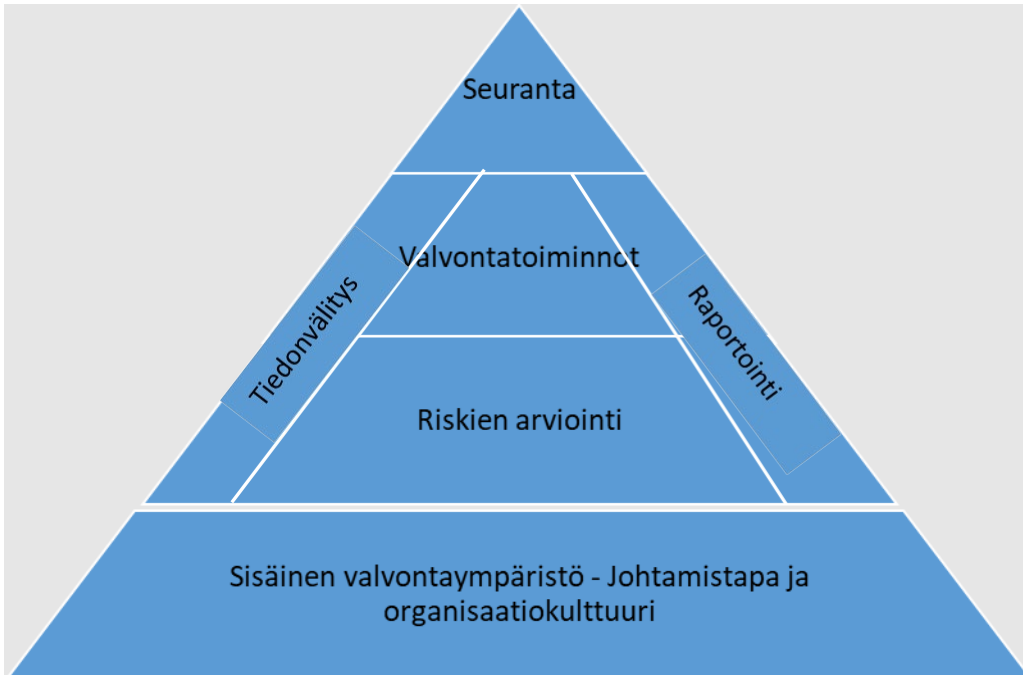 Seuranta
Valvontatoiminnot
Tiedonvälitys
Raportointi
Riskien arviointi
Sisäinen valvontaympäristö - Johtamistapa ja
organisaatiokulttuuri